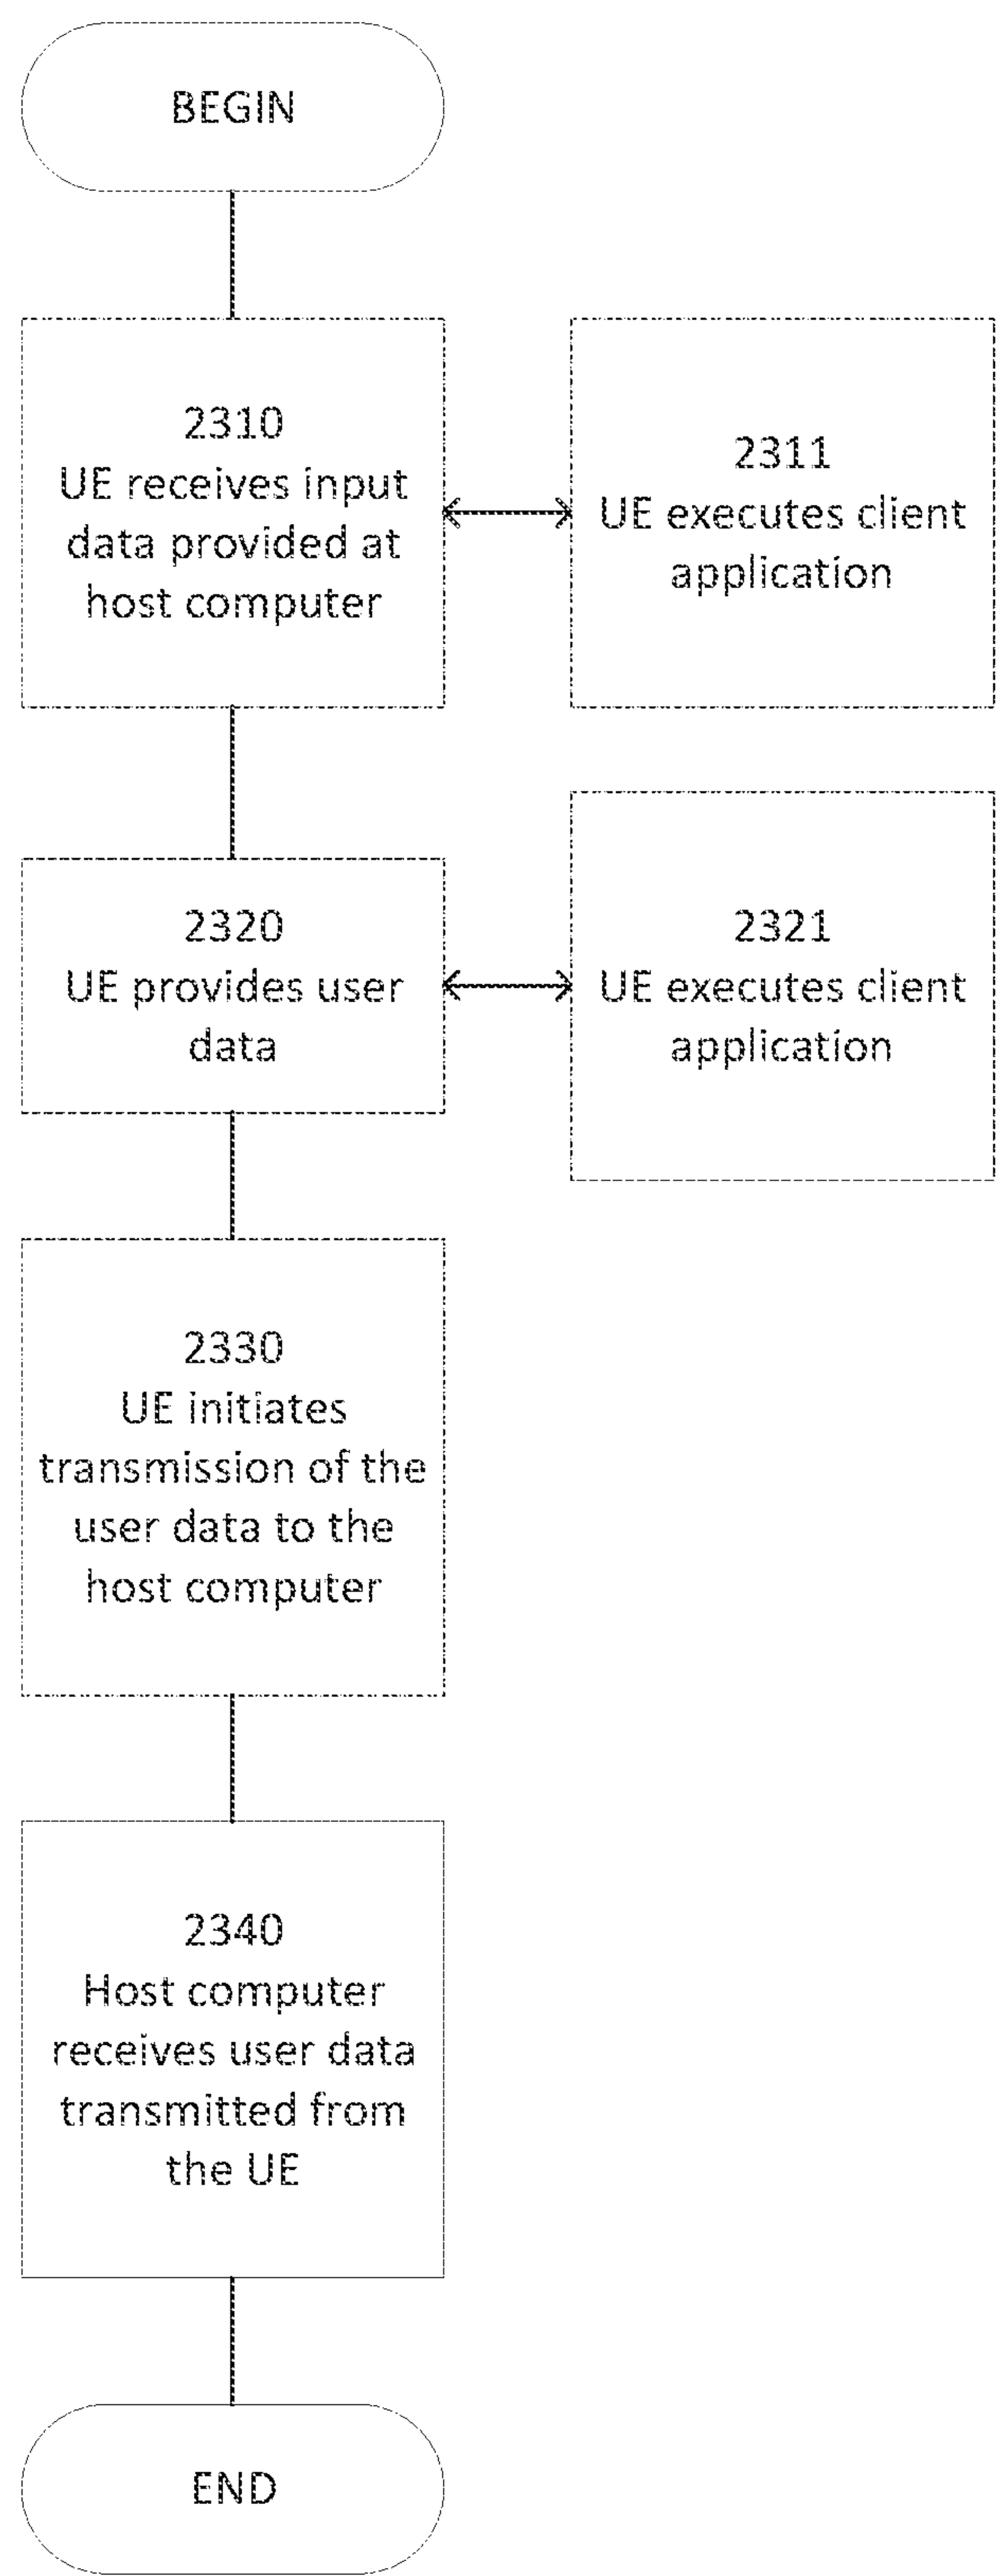 BEGIN
2310
UE receives input
data provided at
host computer
2311
UE executes client
application
2320
UE provides user
data
2321
UE executes client
application
2330
UE initiates
transmission of the
user data to the
host computer
2340
Host computer
receives user data
transmitted from
the UE
END